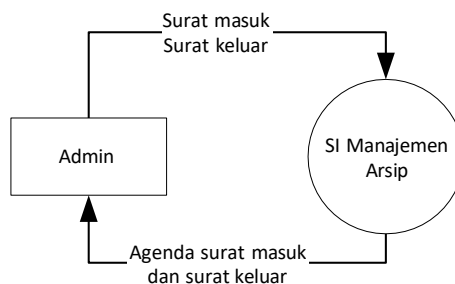 Surat masuk
Surat keluar
Admin
SI Manajemen
Arsip
Agenda surat masuk
dan surat keluar